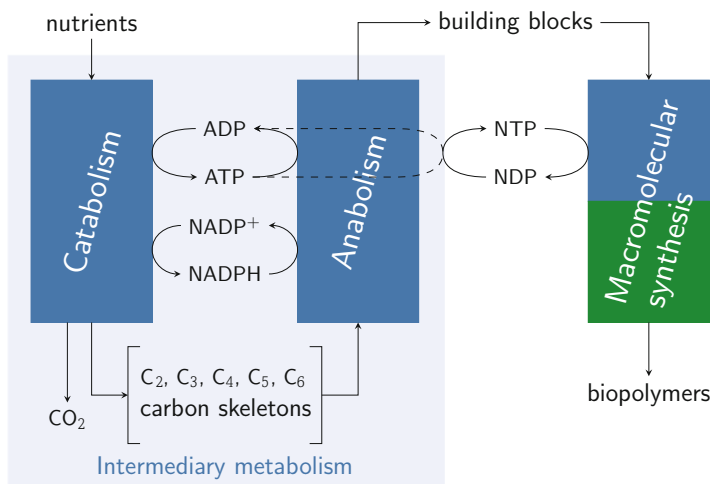 nutrients
building blocks
Catabolism
ADP
ATP
NADP⁺
NADPH
Anabolism
NTP
NDP
Macromolecular
synthesis
C₂, C₃, C₄, C₅, C₆
carbon skeletons
CO₂
biopolymers
Intermediary metabolism